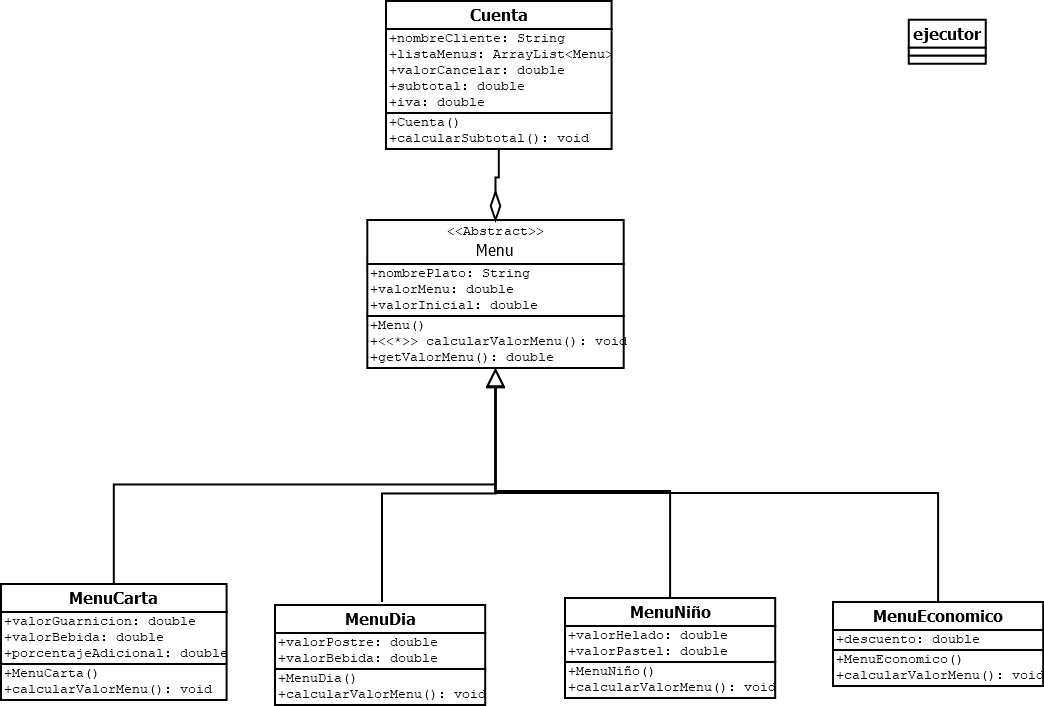 Cuenta
+nombreCliente: String
+listaMenus: ArrayList<Menu>
+valorCancelar: double
+subtotal: double
+iva: double
+Cuenta()
+calcularSubtotal(): void
ejecutor
<<Abstract>>
Menu
+nombrePlato: String
+valorMenu: double
+valorInicial: double
+Menu()
+<<*>> calcularValorMenu(): void
+getValorMenu(): double
MenuCarta
+valorGuarnicion: double
+valorBebida: double
+porcentajeAdicional: double
+MenuCarta()
+calcularValorMenu(): void
MenuDia
+valorPostre: double
+valorBebida: double
+MenuDia()
+calcularValorMenu(): void
MenuNiño
+valorHelado: double
+valorPastel: double
+MenuNiño()
+calcularValorMenu(): void
MenuEconomico
+descuento: double
+MenuEconomico()
+calcularValorMenu(): void